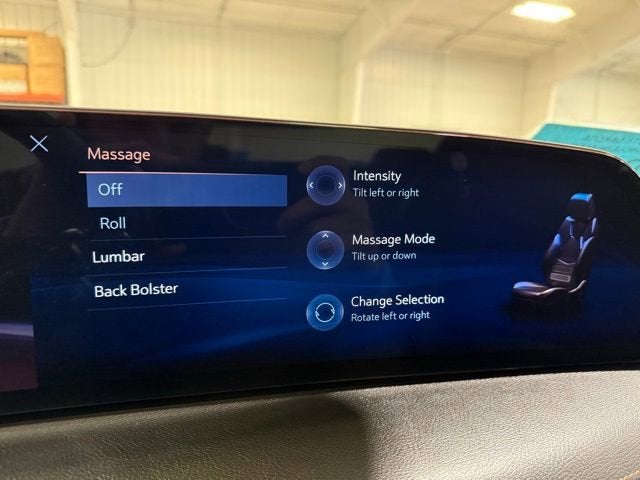 Massage
Off
Roll
Lumbar
Back Bolster
Intensity
Tilt left or right
Massage Mode
Tilt up or down
Change Selection
Rotate left or right